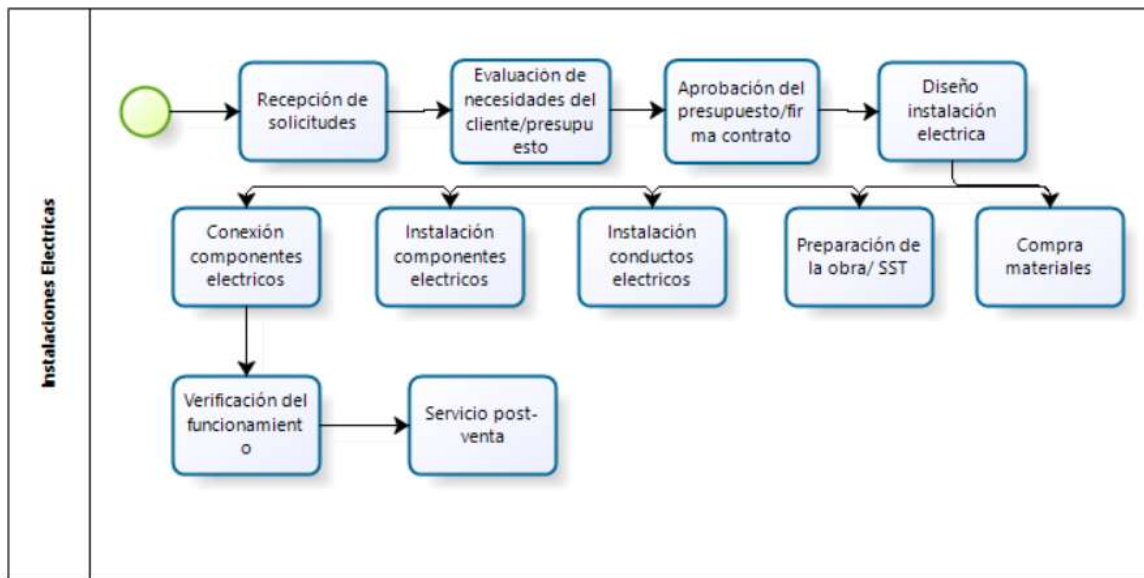 Instalaciones Electricas
Recepción de
solicitudes
Evaluación de
necesidades del
cliente/presupu
esto
Aprobación del
presupuesto/fir
ma contrato
Diseño
instalación
electrica
Conexión
componentes
electricos
Instalación
componentes
electricos
Instalación
conductos
electricos
Preparación de
la obra/ SST
Compra
materiales
Verificación del
funcionamient
o
Servicio post-
venta